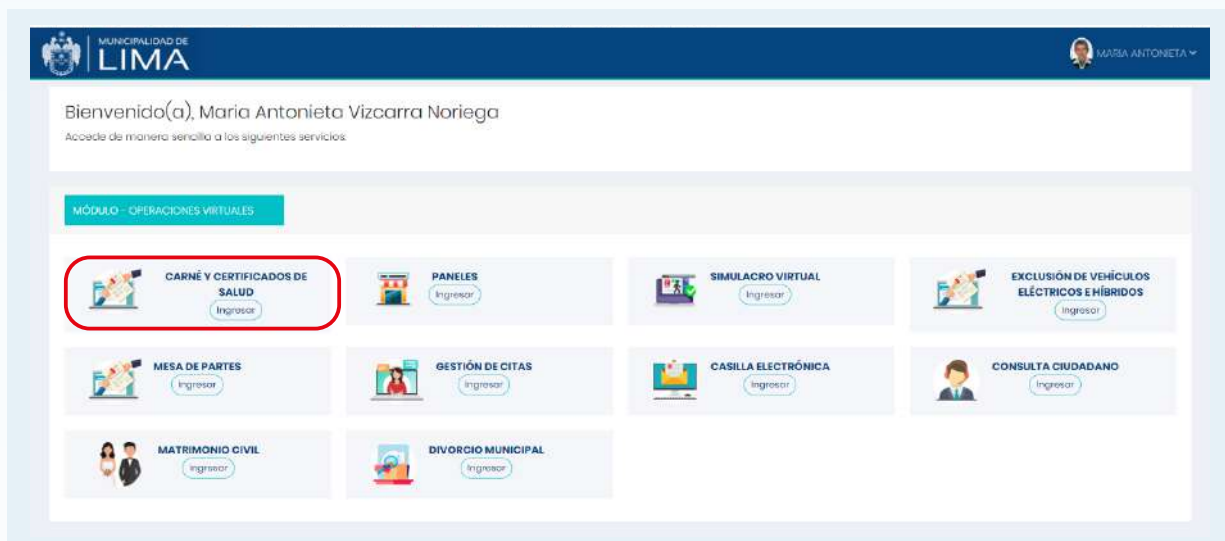 MUNICIPALIDAD DE
LIMA
MARIA ANTONIETA
Bienvenido(a), Maria Antonieta Vizcarra Noriega
Accede de manera sencilla a los siguientes servicios:
MÓDULO - OPERACIONES VIRTUALES
CARNÉ Y CERTIFICADOS DE
SALUD
Ingresar
PANELES
Ingresar
SIMULACRO VIRTUAL
Ingresar
EXCLUSIÓN DE VEHÍCULOS
ELÉCTRICOS E HÍBRIDOS
Ingresar
MESA DE PARTES
Ingresar
GESTIÓN DE CITAS
Ingresar
CASILLA ELECTRÓNICA
Ingresar
CONSULTA CIUDADANO
Ingresar
MATRIMONIO CIVIL
Ingresar
DIVORCIO MUNICIPAL
Ingresar